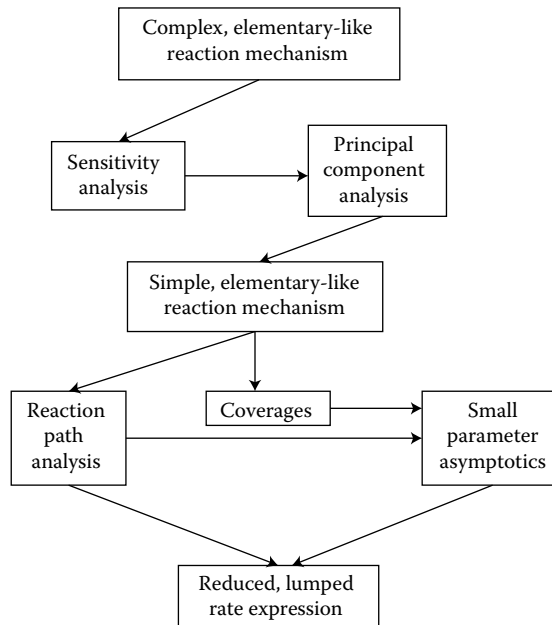 Complex, elementary-like
reaction mechanism
Sensitivity
analysis
Principal
component
analysis
Simple, elementary-like
reaction mechanism
Reaction
path
analysis
Coverages
Small
parameter
asymptotics
Reduced, lumped
rate expression